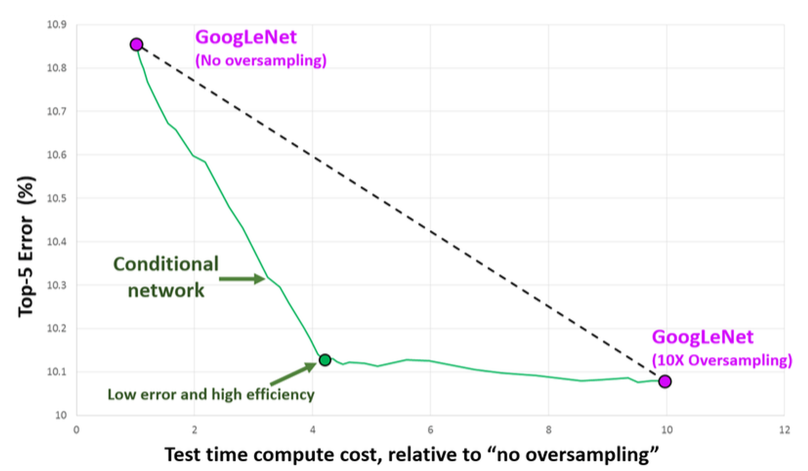 10.9
10.8
10.7
10.6
10.5
10.4
10.3
10.2
10.1
10
0
2
4
6
8
10
12
Top-5 Error (%)
Test time compute cost, relative to “no oversampling”
GoogLeNet
(No oversampling)
Conditional
network
Low error and high efficiency
GoogLeNet
(10X Oversampling)